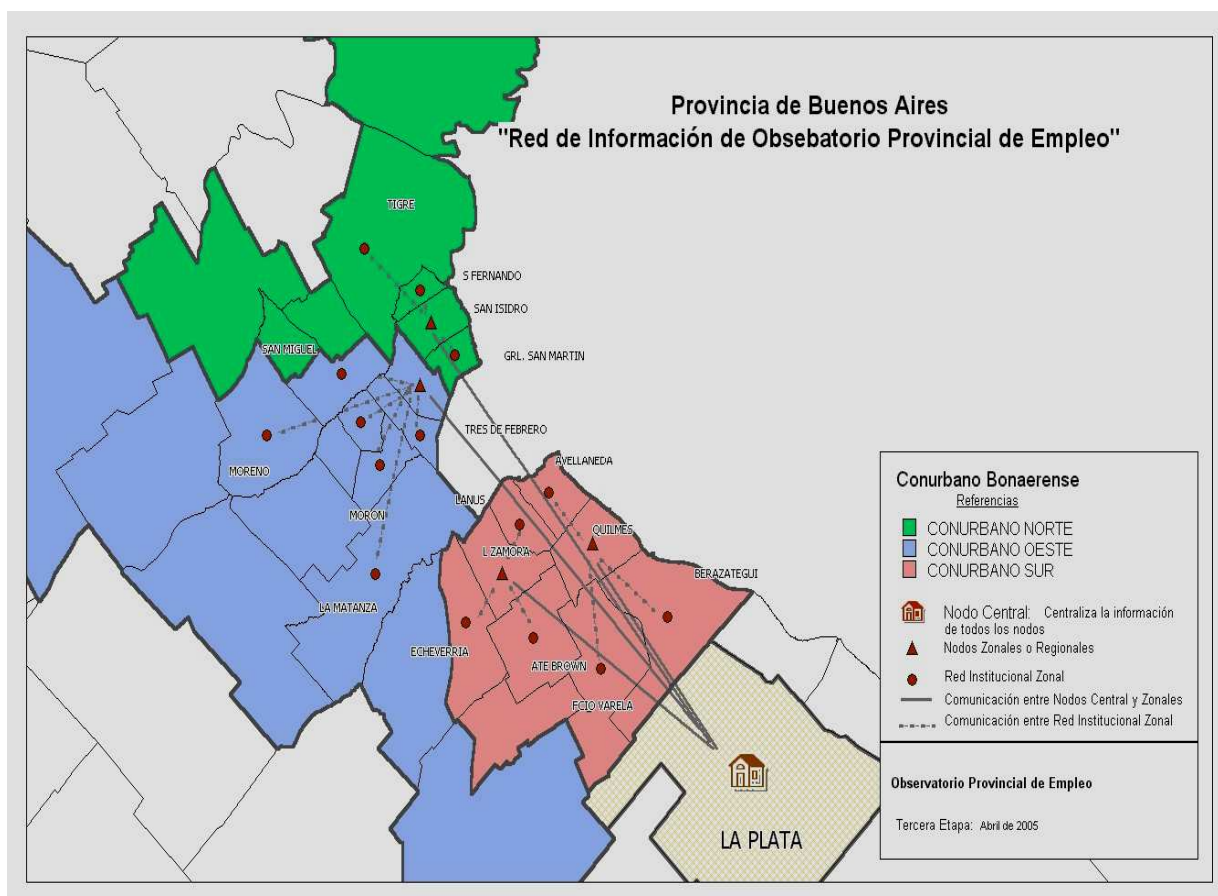 Provincia de Buenos Aires
"Red de Información de Obsebatorio Provincial de Empleo"
TIGRE
S FERNANDO
SAN ISIDRO
SAN MIGUEL
GRL. SAN MARTIN
TRES DE FEBRERO
MORENO
AVELLANEDA
LANUS
MORON
QUILMES
L ZAMORA
BERAZATEGUI
LA MATANZA
ECHEVERRIA
ATE BROWN
FCIO VARELA
LA PLATA
Conurbano Bonaerense
Referencias
CONURBANO NORTE
CONURBANO OESTE
CONURBANO SUR
Nodo Central: Centraliza la información
de todos los nodos
Nodos Zonales o Regionales
Red Institucional Zonal
Comunicación entre Nodos Central y Zonales
Comunicación entre Red Institucional Zonal
Observatorio Provincial de Empleo
Tercera Etapa: Abril de 2005